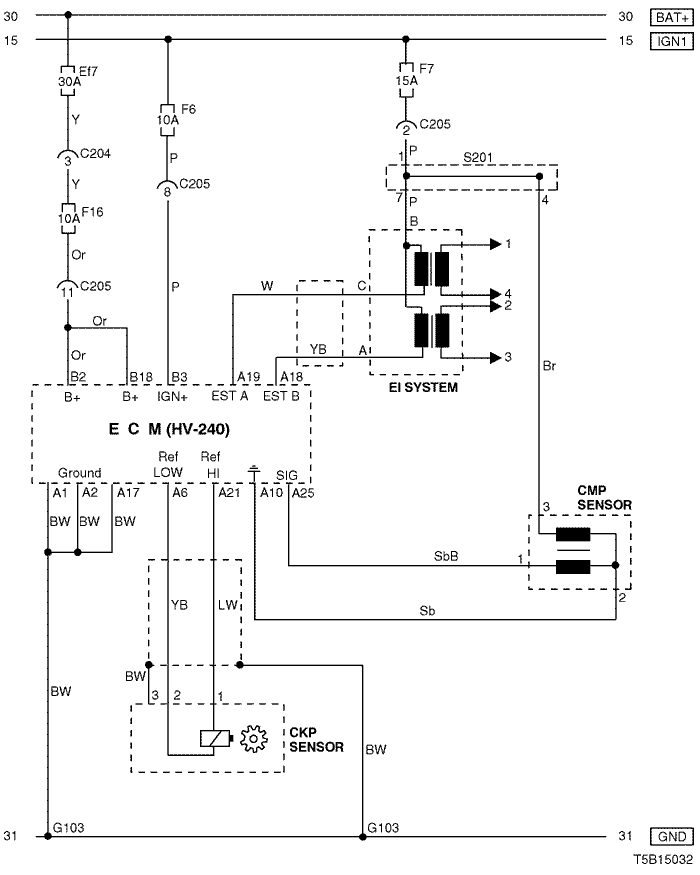 30 30 BAT+
15 15 IGN1
Ef7
30A
F7
15A
F6
10A
Y
C205
2
C204
3
P
P
1
S201
Y
C205
8
F16
10A
7
P
4
B
Or
1
C205
11
P
W
C
4
2
Or
YB
A
3
Or
Br
B2
B18
B3
A19
A18
EI SYSTEM
B+
B+
IGN+
EST A
EST B
E C M (HV-240)
Ref
LOW
Ref
HI
Ground
SIG
A1
A2
A17
A6
A21
A10
A25
CMP
SENSOR
3
BW
BW
BW
SbB
1
2
YB
LW
Sb
BW
3
2
1
BW
CKP
SENSOR
BW
31
G103
G103
31
GND
T5B15032